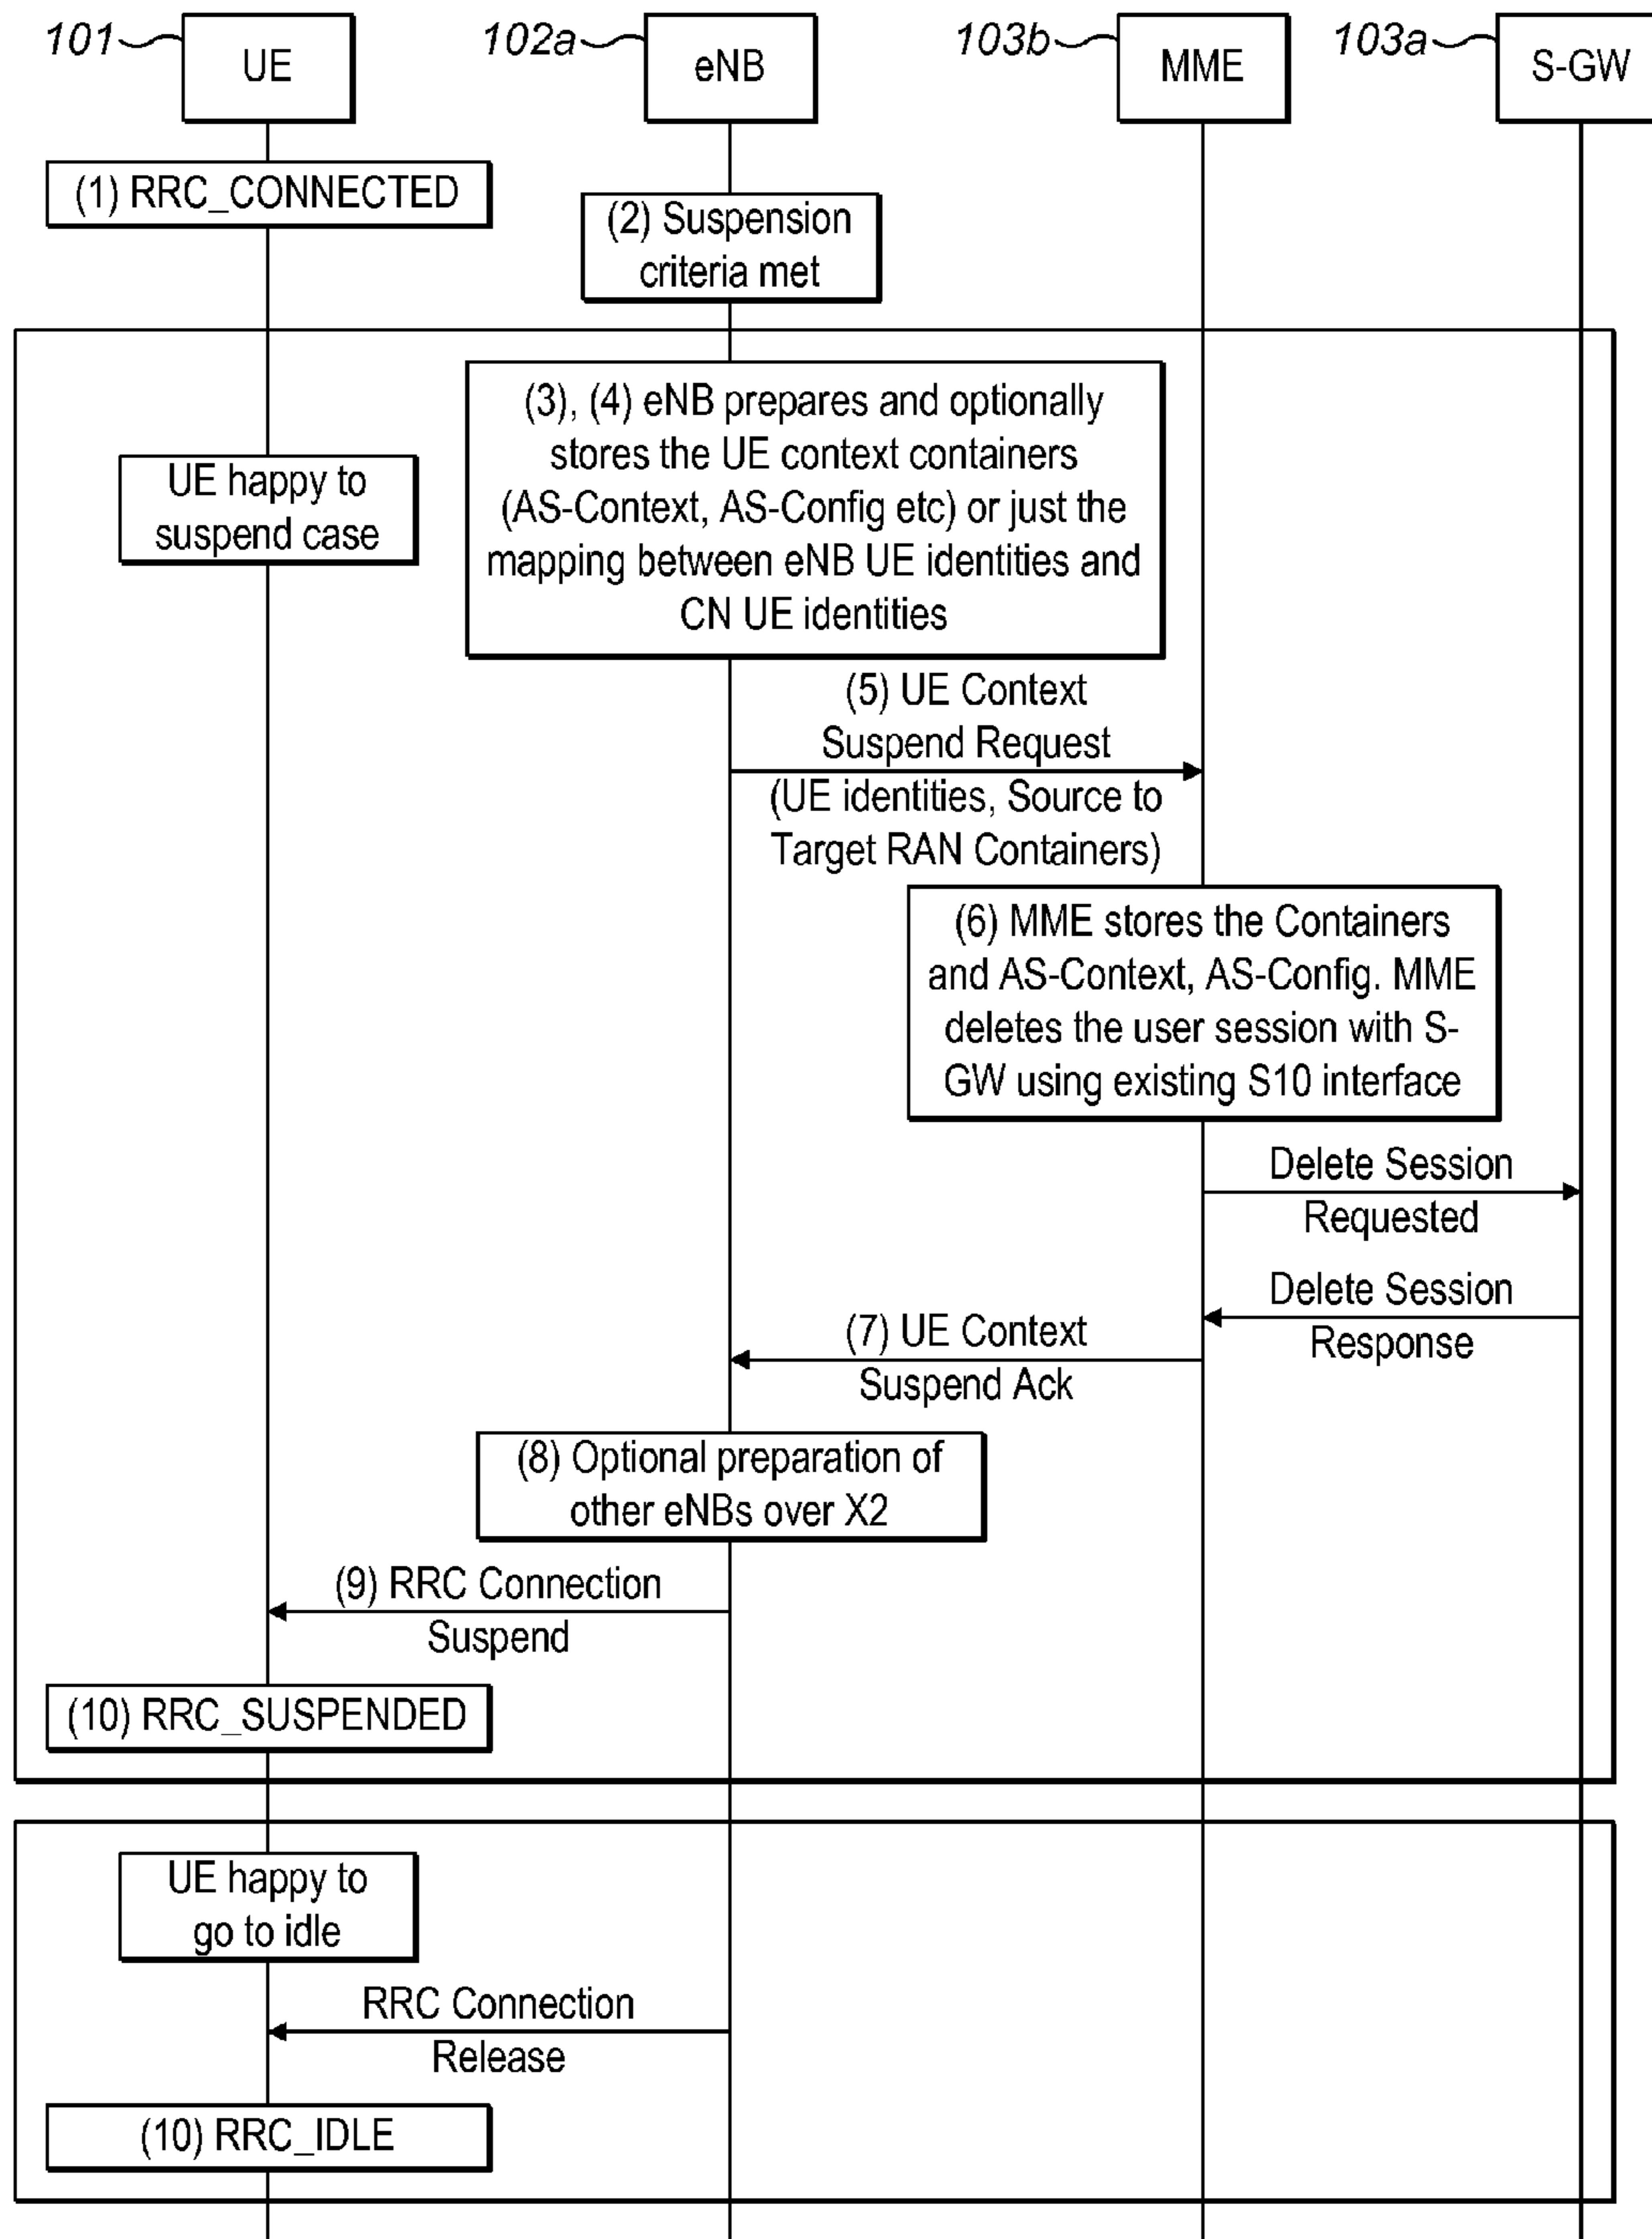 101
UE
102a
eNB
103b
MME
103a
S-GW
(1) RRC_CONNECTED
(2) Suspension
criteria met
(3), (4) eNB prepares and optionally
stores the UE context containers
(AS-Context, AS-Config etc) or just the
mapping between eNB UE identities and
CN UE identities
UE happy to
suspend case
(5) UE Context
Suspend Request
(UE identities, Source to
Target RAN Containers)
(6) MME stores the Containers
and AS-Context, AS-Config. MME
deletes the user session with S-
GW using existing S10 interface
Delete Session
Requested
Delete Session
Response
(7) UE Context
Suspend Ack
(8) Optional preparation of
other eNBs over X2
(9) RRC Connection
Suspend
(10) RRC_SUSPENDED
UE happy to
go to idle
RRC Connection
Release
(10) RRC_IDLE